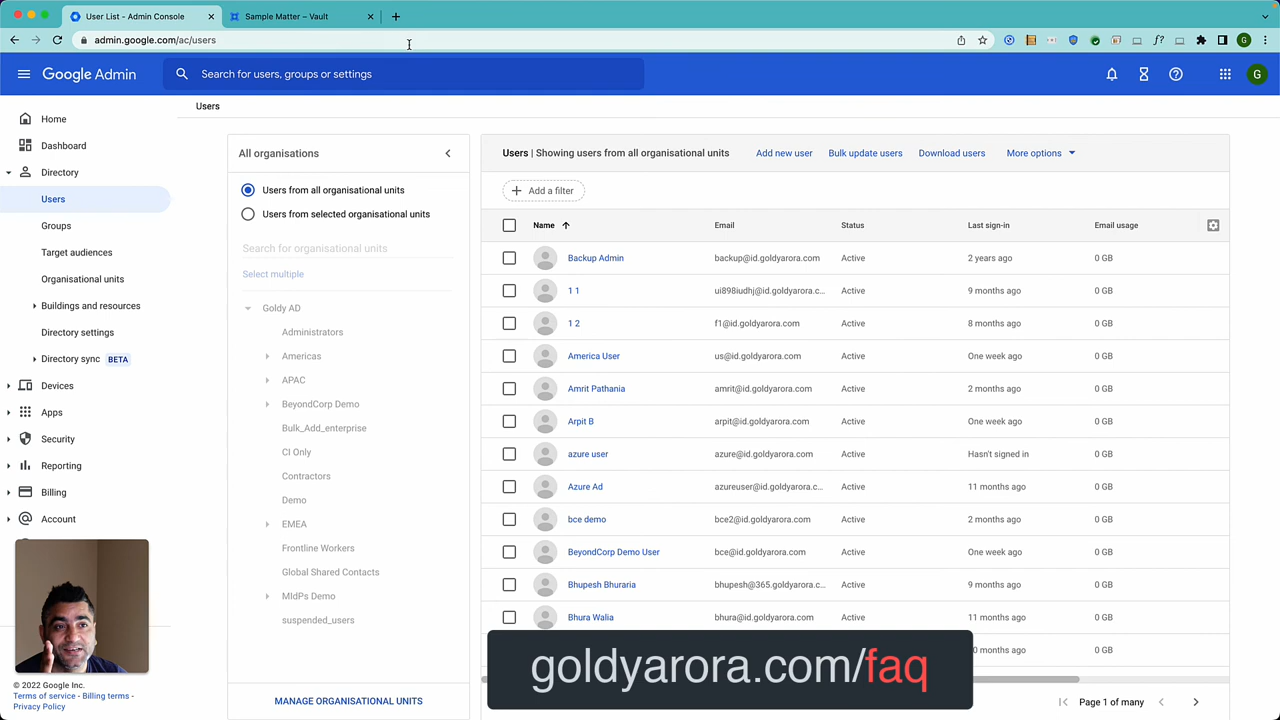 User List – Admin Console
Sample Matter – Vault
admin.google.com/ac/users
Google Admin
Search for users, groups or settings
G
G
Users
Home
Dashboard
Directory
Users
Groups
Target audiences
Organisational units
Buildings and resources
Directory settings
Directory sync BETA
Devices
Apps
Security
Reporting
Billing
Account
© 2022 Google Inc.
Terms of service - Billing terms -
Privacy Policy
All organisations
Users from all organisational units
Users from selected organisational units
Search for organisational units
Select multiple
Goldy AD
Administrators
Americas
APAC
BeyondCorp Demo
Bulk_Add_enterprise
CI Only
Contractors
Demo
EMEA
Frontline Workers
Global Shared Contacts
MIdPs Demo
suspended_users
MANAGE ORGANISATIONAL UNITS
Users | Showing users from all organisational units Add new user Bulk update users Download users More options
Add a filter
Name Email Status Last sign-in Email usage
Backup Admin backup@id.goldyarora.com Active 2 years ago 0 GB
1 1 ui898iudhj@id.goldyarora.c... Active 9 months ago 0 GB
1 2 f1@id.goldyarora.com Active 8 months ago 0 GB
America User us@id.goldyarora.com Active One week ago 0 GB
Amrit Pathania amrit@id.goldyarora.com Active 2 months ago 0 GB
Arpit B arpit@id.goldyarora.com Active One week ago 0 GB
azure user azure@id.goldyarora.com Active Hasn't signed in 0 GB
Azure Ad azureuser@id.goldyarora.c... Active 11 months ago 0 GB
bce demo bce2@id.goldyarora.com Active 2 months ago 0 GB
BeyondCorp Demo User bce@id.goldyarora.com Active One week ago 0 GB
Bhupesh Bhuraria bhupesh@365.goldyarora.c... Active 9 months ago 0 GB
Bhura Walia bhura@id.goldyarora.com Active 11 months ago 0 GB
months ago 0 GB
goldyarora.com/faq
Page 1 of many